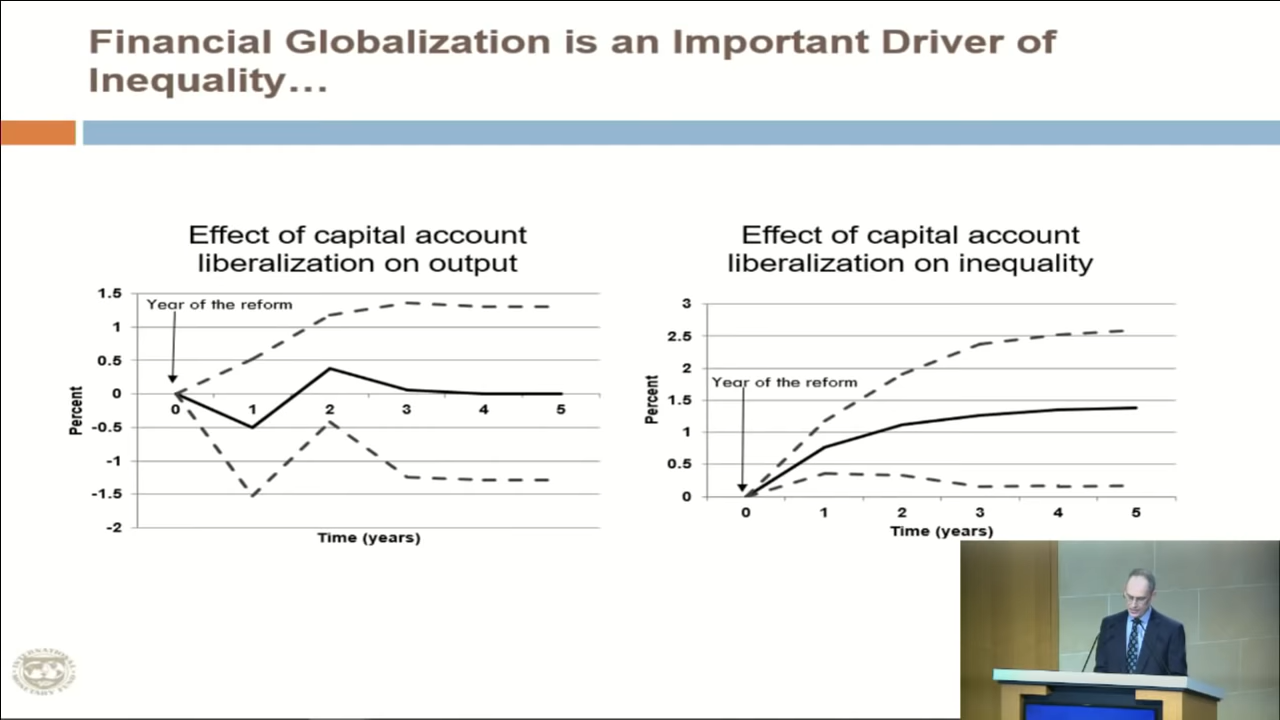 Financial Globalization is an Important Driver of
Inequality…
Effect of capital account
liberalization on output
1.5
1
0.5
0
-0.5
-1
-1.5
-2
Percent
Year of the reform
0 1 2 3 4 5
Time (years)
Effect of capital account
liberalization on inequality
3
2.5
2
1.5
1
0.5
0
Percent
Year of the reform
0 1 2 3 4 5
Time (years)
INTERNATIONAL
MONETARY FUND